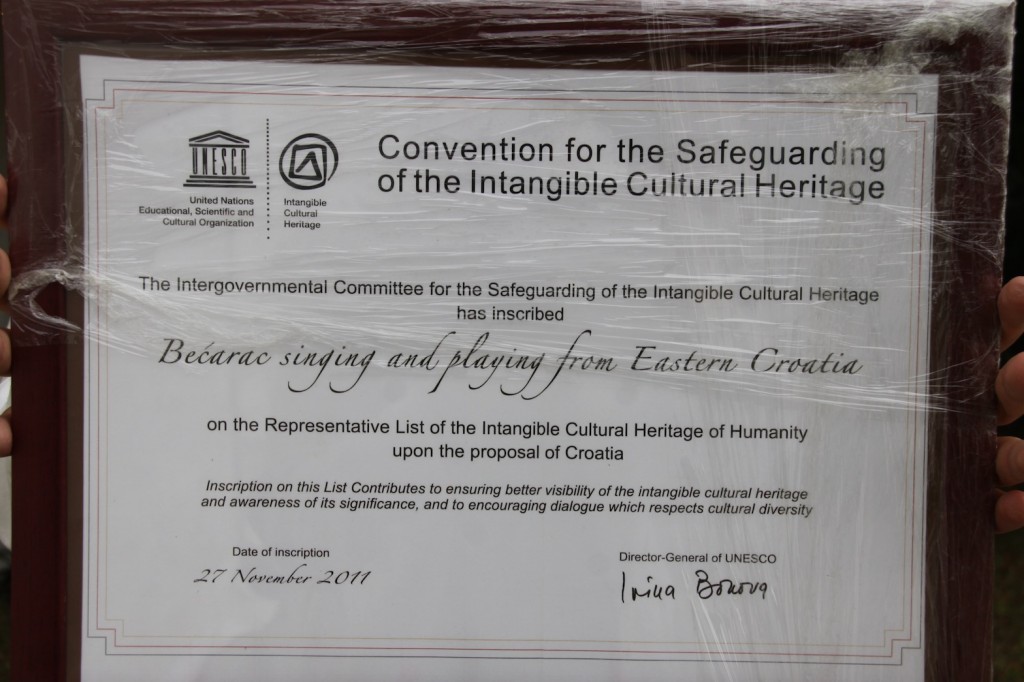 UNESCO
United Nations
Educational, Scientific and
Cultural Organization
Intangible
Cultural
Heritage
Convention for the Safeguarding
of the Intangible Cultural Heritage
The Intergovernmental Committee for the Safeguarding of the Intangible Cultural Heritage
has inscribed
Bećarac singing and playing from Eastern Croatia
on the Representative List of the Intangible Cultural Heritage of Humanity
upon the proposal of Croatia
Inscription on this List Contributes to ensuring better visibility of the intangible cultural heritage
and awareness of its significance, and to encouraging dialogue which respects cultural diversity
Date of inscription
27 November 2011
Director-General of UNESCO
Irina Bokova